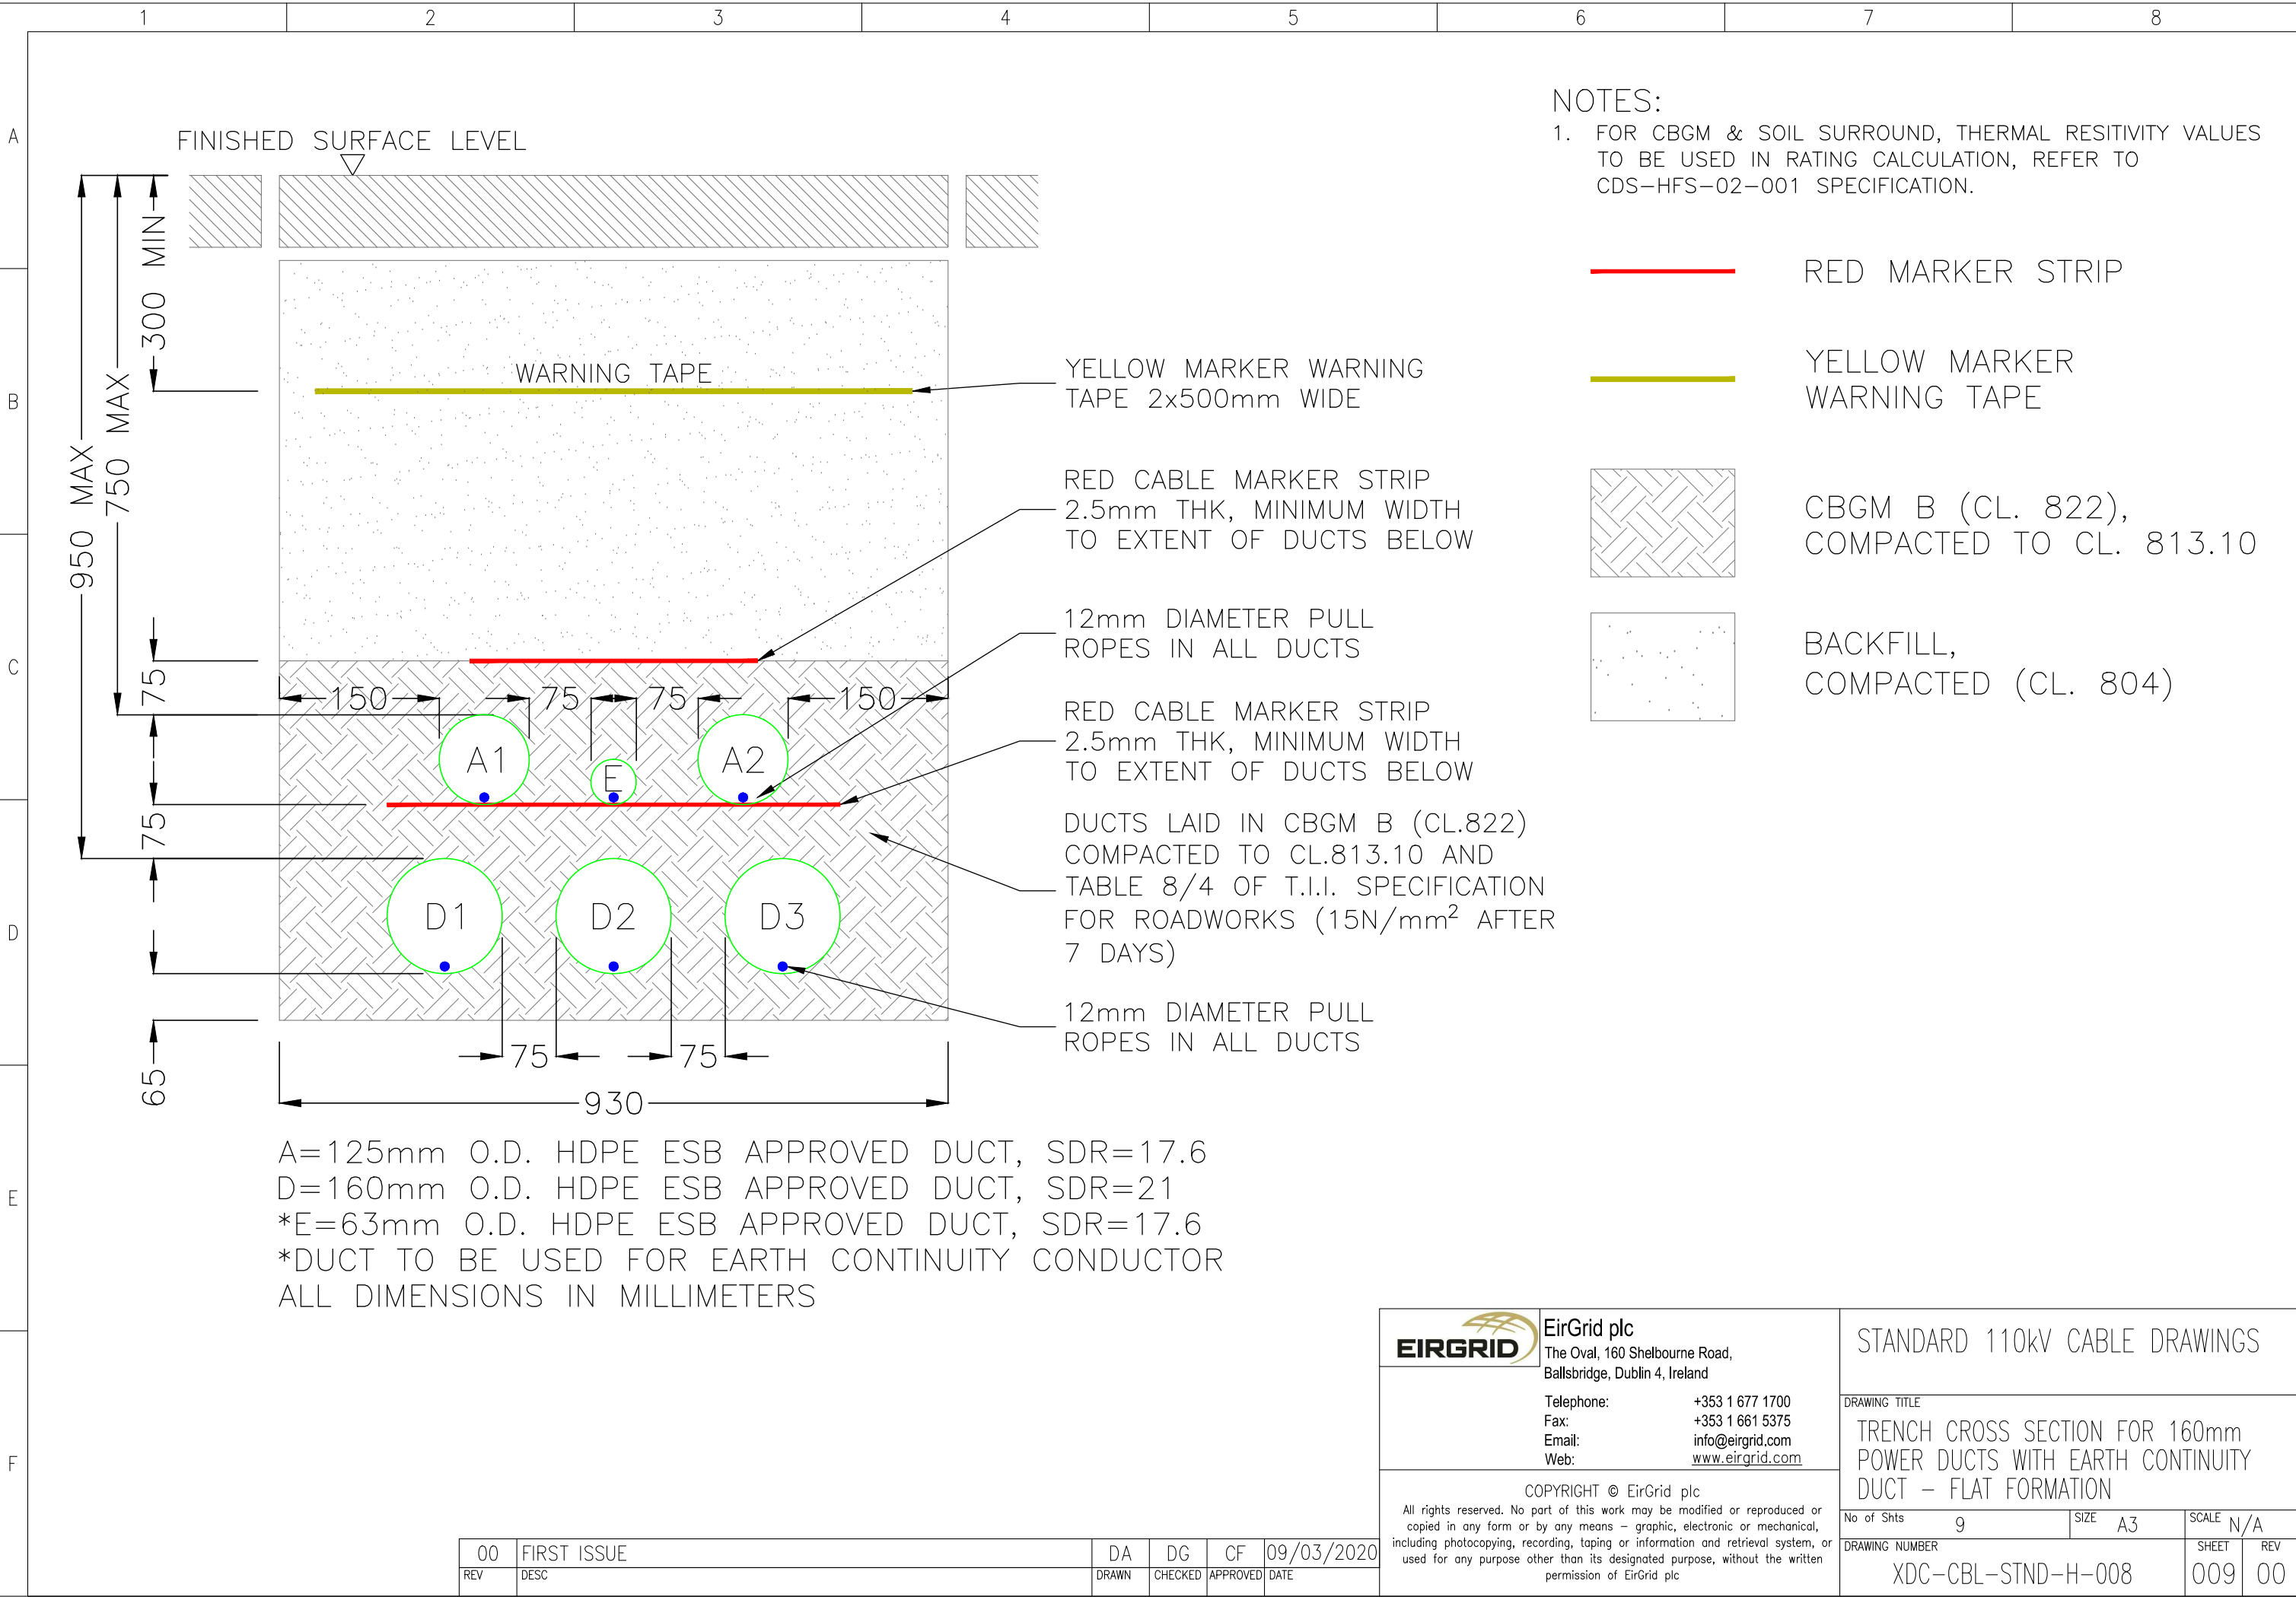 1 2 3 4 5 6 7 8
A
B
C
D
E
F
FINISHED SURFACE LEVEL
950 MAX
750 MAX
300 MIN
75
75
65
WARNING TAPE
150 75 75 150
A1 E A2
D1 D2 D3
75 75
930
YELLOW MARKER WARNING
TAPE 2x500mm WIDE
RED CABLE MARKER STRIP
2.5mm THK, MINIMUM WIDTH
TO EXTENT OF DUCTS BELOW
12mm DIAMETER PULL
ROPES IN ALL DUCTS
RED CABLE MARKER STRIP
2.5mm THK, MINIMUM WIDTH
TO EXTENT OF DUCTS BELOW
DUCTS LAID IN CBGM B (CL.822)
COMPACTED TO CL.813.10 AND
TABLE 8/4 OF T.I.I. SPECIFICATION
FOR ROADWORKS (15N/mm² AFTER
7 DAYS)
12mm DIAMETER PULL
ROPES IN ALL DUCTS
NOTES:
1. FOR CBGM & SOIL SURROUND, THERMAL RESITIVITY VALUES
TO BE USED IN RATING CALCULATION, REFER TO
CDS-HFS-02-001 SPECIFICATION.
RED MARKER STRIP
YELLOW MARKER
WARNING TAPE
CBGM B (CL. 822),
COMPACTED TO CL. 813.10
BACKFILL,
COMPACTED (CL. 804)
A=125mm O.D. HDPE ESB APPROVED DUCT, SDR=17.6
D=160mm O.D. HDPE ESB APPROVED DUCT, SDR=21
*E=63mm O.D. HDPE ESB APPROVED DUCT, SDR=17.6
*DUCT TO BE USED FOR EARTH CONTINUITY CONDUCTOR
ALL DIMENSIONS IN MILLIMETERS
00 FIRST ISSUE DA DG CF 09/03/2020
REV DESC DRAWN CHECKED APPROVED DATE
EIRGRID
EirGrid plc
The Oval, 160 Shelbourne Road,
Ballsbridge, Dublin 4, Ireland
Telephone: +353 1 677 1700
Fax: +353 1 661 5375
Email: info@eirgrid.com
Web: www.eirgrid.com
COPYRIGHT © EirGrid plc
All rights reserved. No part of this work may be modified or reproduced or
copied in any form or by any means - graphic, electronic or mechanical,
including photocopying, recording, taping or information and retrieval system, or
used for any purpose other than its designated purpose, without the written
permission of EirGrid plc
STANDARD 110kV CABLE DRAWINGS
DRAWING TITLE
TRENCH CROSS SECTION FOR 160mm
POWER DUCTS WITH EARTH CONTINUITY
DUCT - FLAT FORMATION
No of Shts 9 SIZE A3 SCALE N/A
DRAWING NUMBER SHEET REV
XDC-CBL-STND-H-008 009 00